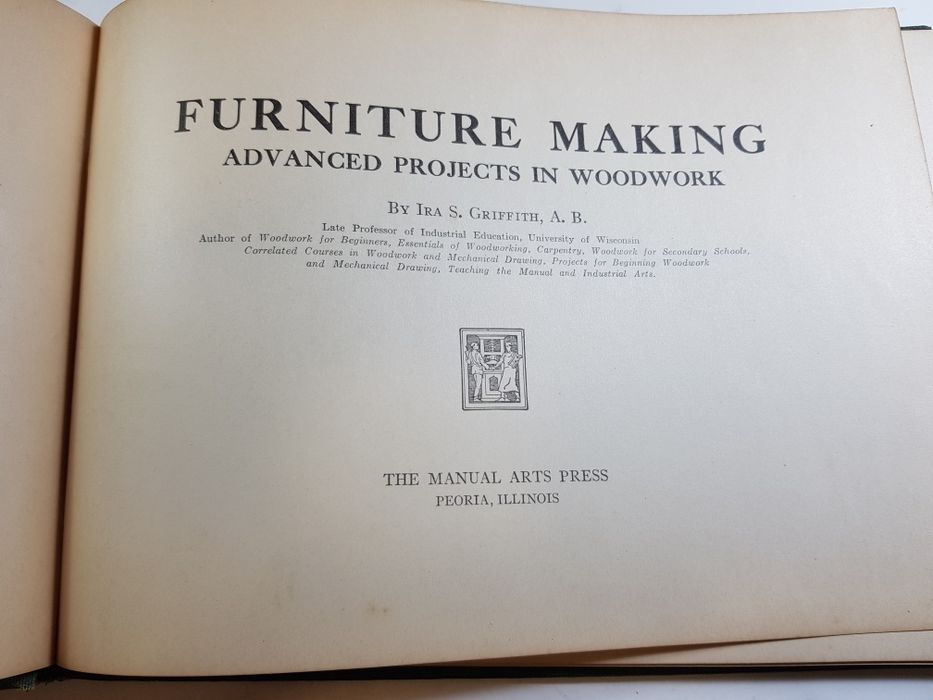 FURNITURE MAKING
ADVANCED PROJECTS IN WOODWORK
By Ira S. Griffith, A. B.
Late Professor of Industrial Education, University of Wisconsin
Author of Woodwork for Beginners, Essentials of Woodworking, Carpentry, Woodwork for Secondary Schools,
Correlated Courses in Woodwork and Mechanical Drawing, Projects for Beginning Woodwork
and Mechanical Drawing, Teaching the Manual and Industrial Arts.
THE MANUAL ARTS PRESS
PEORIA, ILLINOIS